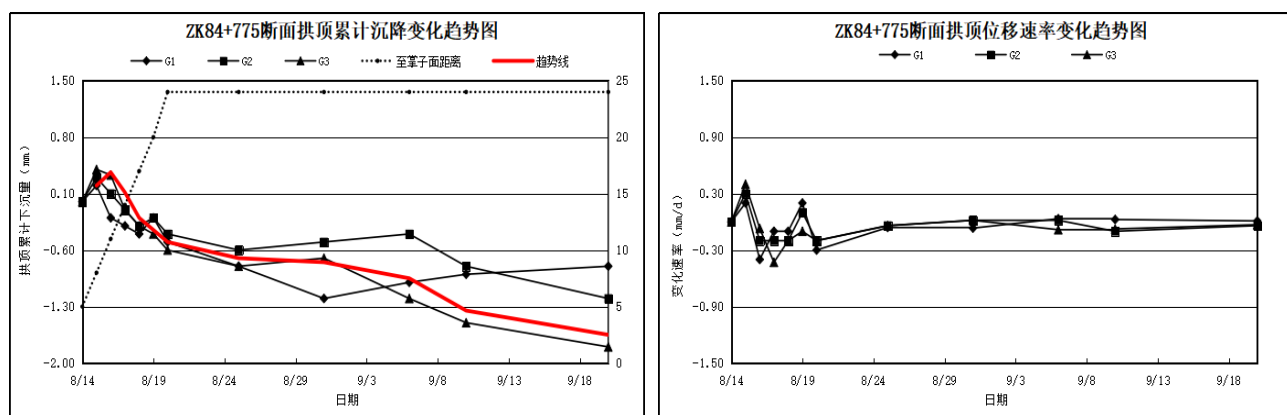 ZK84+775断面拱顶累计沉降变化趋势图
G1 G2 G3 至掌子面距离 趋势线
拱顶累计下沉量（mm）
1.50
0.80
0.10
-0.60
-1.30
-2.00
25
20
15
10
5
0
8/14 8/19 8/24 8/29 9/3 9/8 9/13 9/18
日期
ZK84+775断面拱顶位移速率变化趋势图
G1 G2 G3
变化速率（mm/d）
1.50
0.90
0.30
-0.30
-0.90
-1.50
8/14 8/19 8/24 8/29 9/3 9/8 9/13 9/18
日期